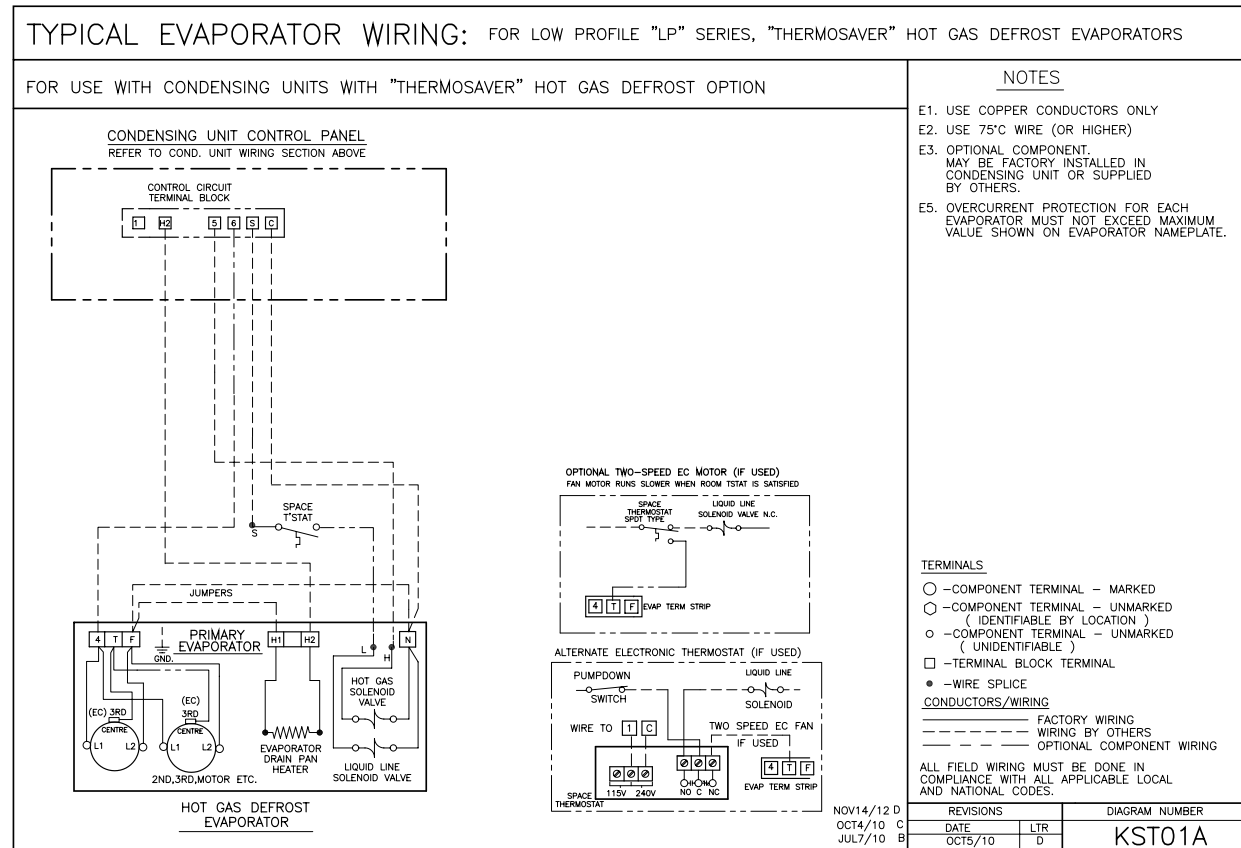 TYPICAL EVAPORATOR WIRING: FOR LOW PROFILE "LP" SERIES, "THERMOSAVER" HOT GAS DEFROST EVAPORATORS
FOR USE WITH CONDENSING UNITS WITH "THERMOSAVER" HOT GAS DEFROST OPTION
CONDENSING UNIT CONTROL PANEL
REFER TO COND. UNIT WIRING SECTION ABOVE
CONTROL CIRCUIT
TERMINAL BLOCK
1 H2 5 6 S C
SPACE
T'STAT
S
JUMPERS
4 T F
GND.
PRIMARY
EVAPORATOR
H1 H2
L
H
N
HOT GAS
SOLENOID
VALVE
(EC) 3RD
CENTRE
L1 L2
(EC)
3RD
CENTRE
L1 L2
2ND,3RD,MOTOR ETC.
EVAPORATOR
DRAIN PAN
HEATER
LIQUID LINE
SOLENOID VALVE
HOT GAS DEFROST
EVAPORATOR
OPTIONAL TWO-SPEED EC MOTOR (IF USED)
FAN MOTOR RUNS SLOWER WHEN ROOM TSTAT IS SATISFIED
SPACE
THERMOSTAT
SPDT TYPE
LIQUID LINE
SOLENOID VALVE N.C.
4 T F EVAP TERM STRIP
ALTERNATE ELECTRONIC THERMOSTAT (IF USED)
PUMPDOWN
SWITCH
LIQUID LINE
SOLENOID
WIRE TO 1 C
TWO SPEED EC FAN
IF USED
4 T F
EVAP TERM STRIP
115V 240V
NO C NC
SPACE
THERMOSTAT
NOTES
E1. USE COPPER CONDUCTORS ONLY
E2. USE 75°C WIRE (OR HIGHER)
E3. OPTIONAL COMPONENT.
MAY BE FACTORY INSTALLED IN
CONDENSING UNIT OR SUPPLIED
BY OTHERS.
E5. OVERCURRENT PROTECTION FOR EACH
EVAPORATOR MUST NOT EXCEED MAXIMUM
VALUE SHOWN ON EVAPORATOR NAMEPLATE.
TERMINALS
-COMPONENT TERMINAL - MARKED
-COMPONENT TERMINAL - UNMARKED
( IDENTIFIABLE BY LOCATION )
-COMPONENT TERMINAL - UNMARKED
( UNIDENTIFIABLE )
-TERMINAL BLOCK TERMINAL
-WIRE SPLICE
CONDUCTORS/WIRING
FACTORY WIRING
WIRING BY OTHERS
OPTIONAL COMPONENT WIRING
ALL FIELD WIRING MUST BE DONE IN
COMPLIANCE WITH ALL APPLICABLE LOCAL
AND NATIONAL CODES.
NOV14/12 D
OCT4/10 C
JUL7/10 B
REVISIONS
DATE LTR
OCT5/10 D
DIAGRAM NUMBER
KST01A